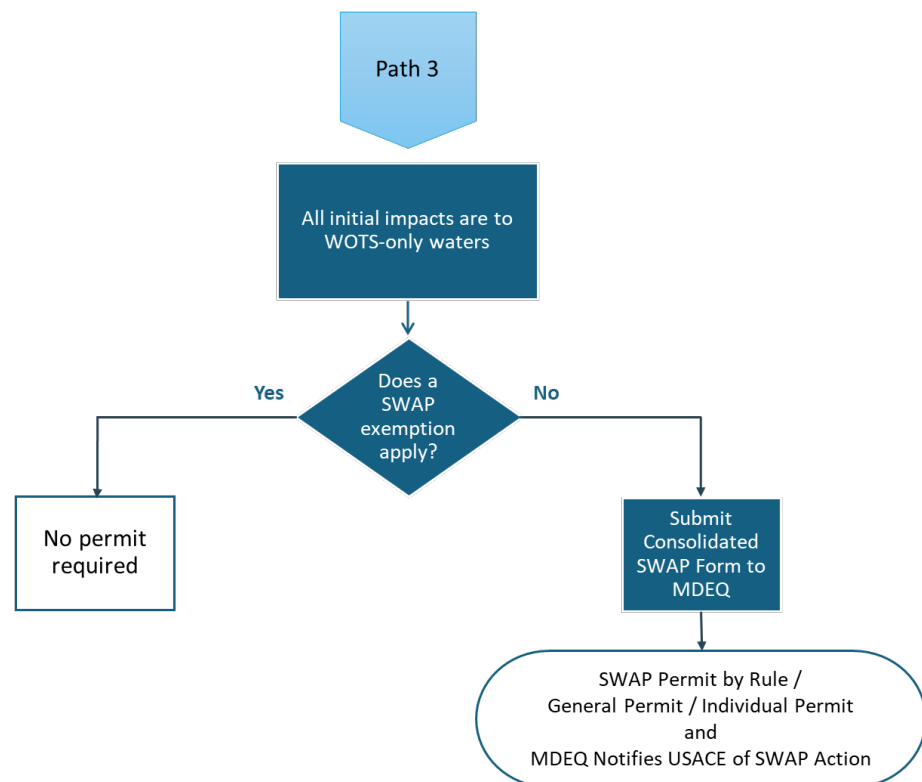 Path 3
All initial impacts are to
WOTS-only waters
Does a
SWAP
exemption
apply?
Yes
No
No permit
required
Submit
Consolidated
SWAP Form to
MDEQ
SWAP Permit by Rule /
General Permit / Individual Permit
and
MDEQ Notifies USACE of SWAP Action